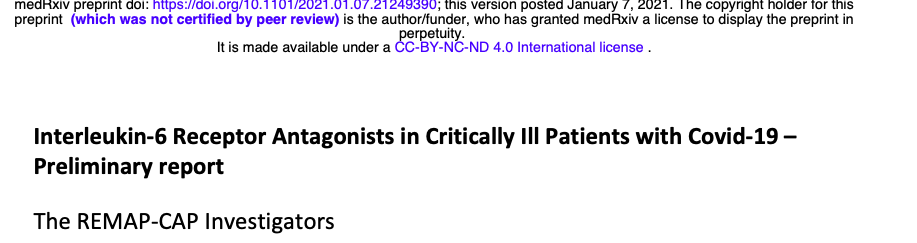 medRxiv preprint doi: https://doi.org/10.1101/2021.01.07.21249390; this version posted January 7, 2021. The copyright holder for this
preprint (which was not certified by peer review) is the author/funder, who has granted medRxiv a license to display the preprint in
perpetuity.
It is made available under a CC-BY-NC-ND 4.0 International license .
Interleukin-6 Receptor Antagonists in Critically Ill Patients with Covid-19 –
Preliminary report
The REMAP-CAP Investigators